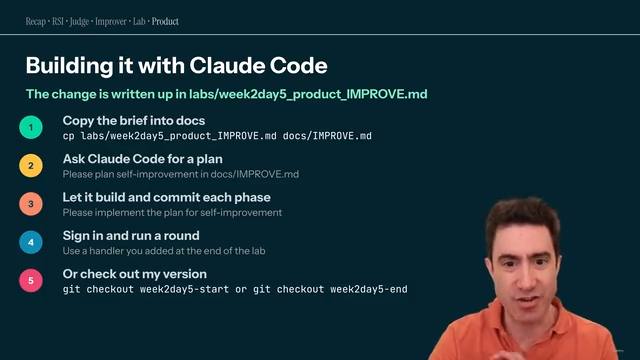 Recap • RSI • Judge • Improver • Lab • Product
Building it with Claude Code
The change is written up in labs/week2day5_product_IMPROVE.md
1
Copy the brief into docs
cp labs/week2day5_product_IMPROVE.md docs/IMPROVE.md
2
Ask Claude Code for a plan
Please plan self-improvement in docs/IMPROVE.md
3
Let it build and commit each phase
Please implement the plan for self-improvement
4
Sign in and run a round
Use a handler you added at the end of the lab
5
Or check out my version
git checkout week2day5-start or git checkout week2day5-end